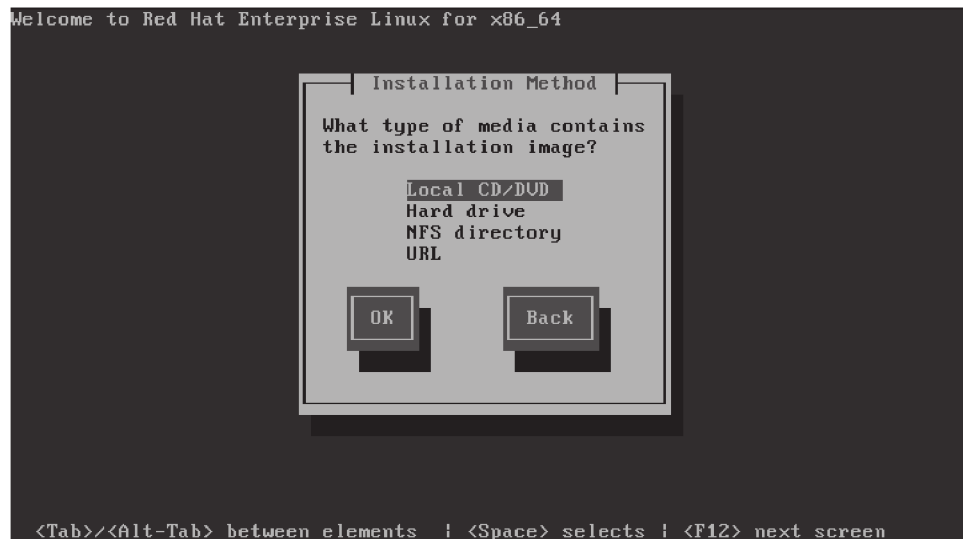 Welcome to Red Hat Enterprise Linux for x86_64
Installation Method
What type of media contains
the installation image?
Local CD/DVD
Hard drive
NFS directory
URL
OK
Back
<Tab>/<Alt-Tab> between elements | <Space> selects | <F12> next screen